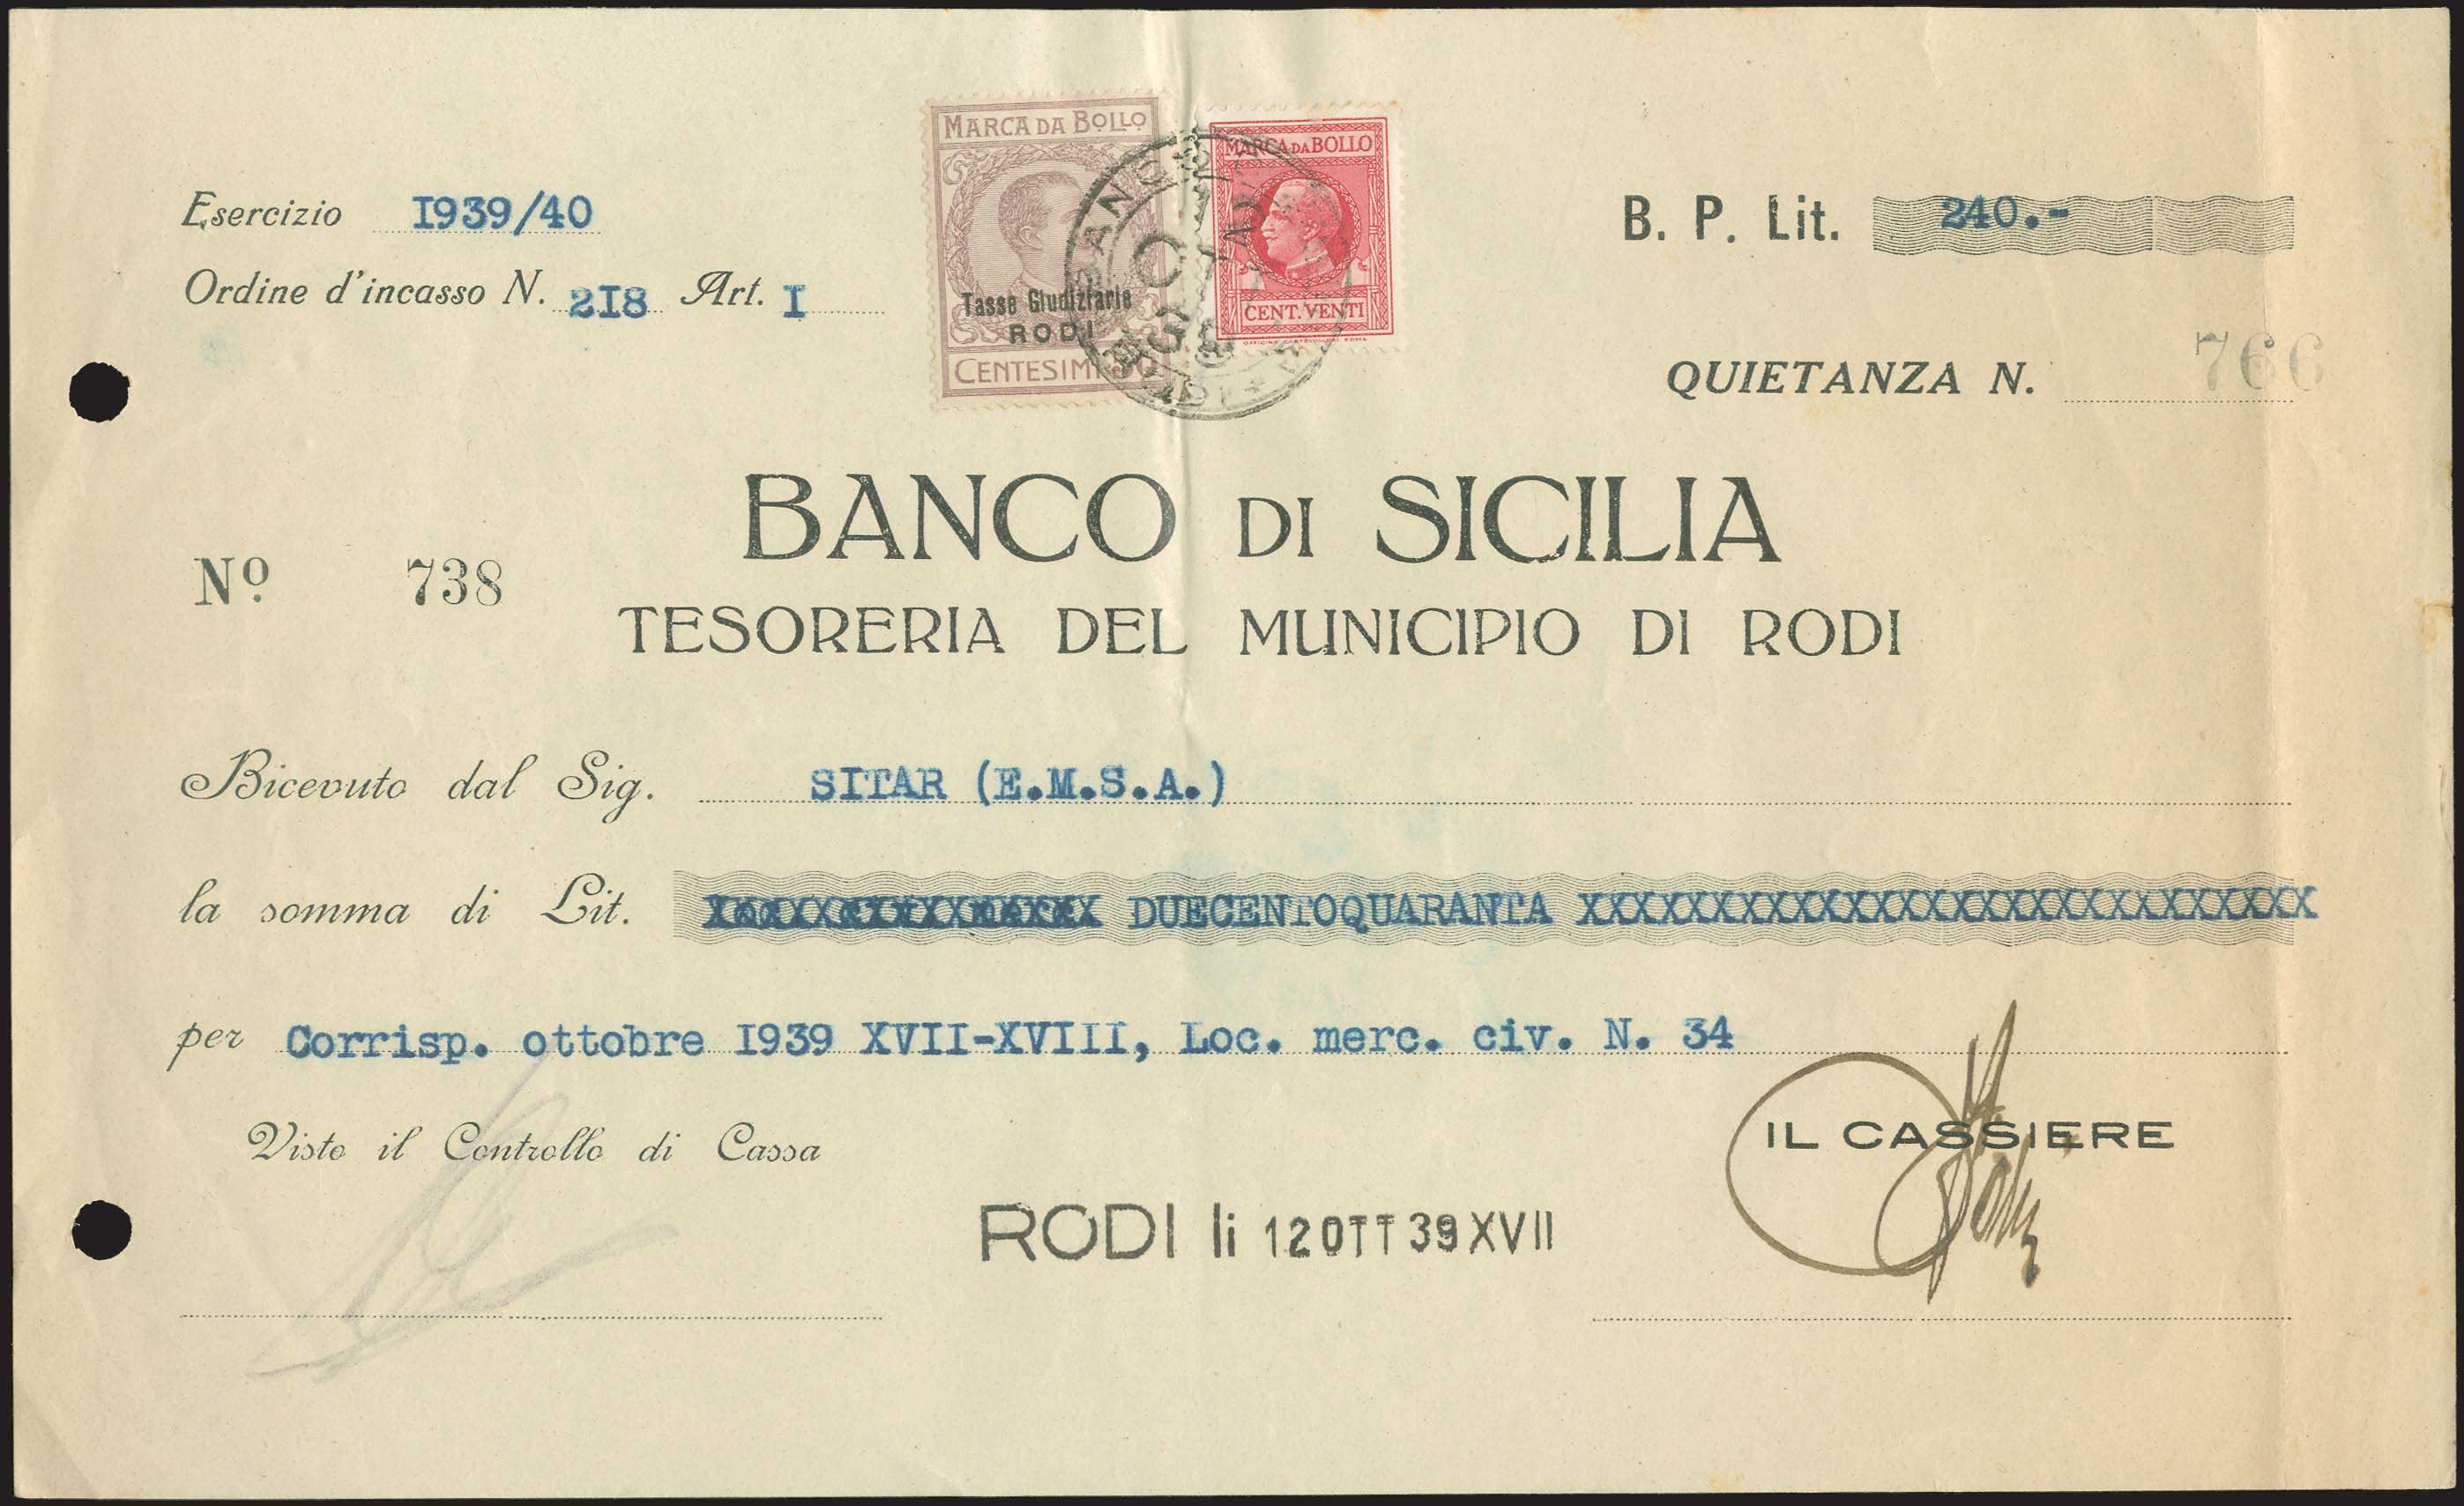 MARCA DA BOLLO
Tasse Giudiziarie
RODI
CENTESIMI 50
MARCA DA BOLLO
CENT. VENTI
Esercizio 1939/40
B. P. Lit. 240.-
Ordine d'incasso N. 218 Art. I
QUIETANZA N. 766
BANCO DI SICILIA
Nº 738
TESORERIA DEL MUNICIPIO DI RODI
Ricevuto dal Sig. SITAR (E.M.S.A.)
la somma di Lit. DUECENTOQUARANTA XXXXXXXXXXXXXXXXXXXXXXXXXXX
per Corrisp. ottobre 1939 XVII-XVIII, Loc. merc. civ. N. 34
Visto il Controllo di Cassa
IL CASSIERE
RODI li 12 OTT 39 XVII